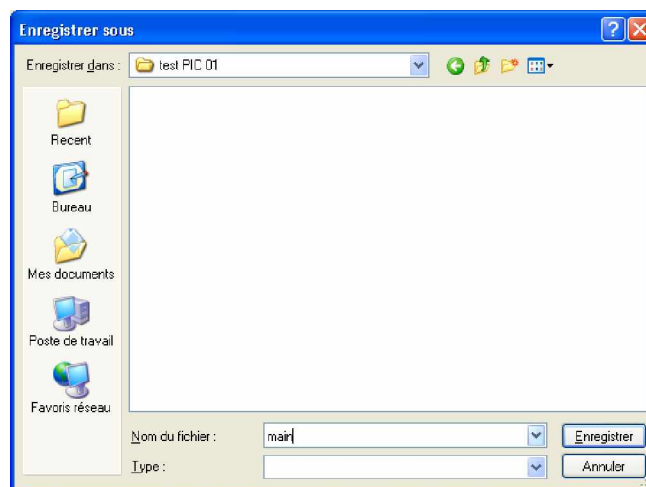 Enregistrer sous
Enregistrer dans :
test PIC 01
Recent
Bureau
Mes documents
Poste de travail
Favoris réseau
Nom du fichier :
main
Enregistrer
Type :
Annuler